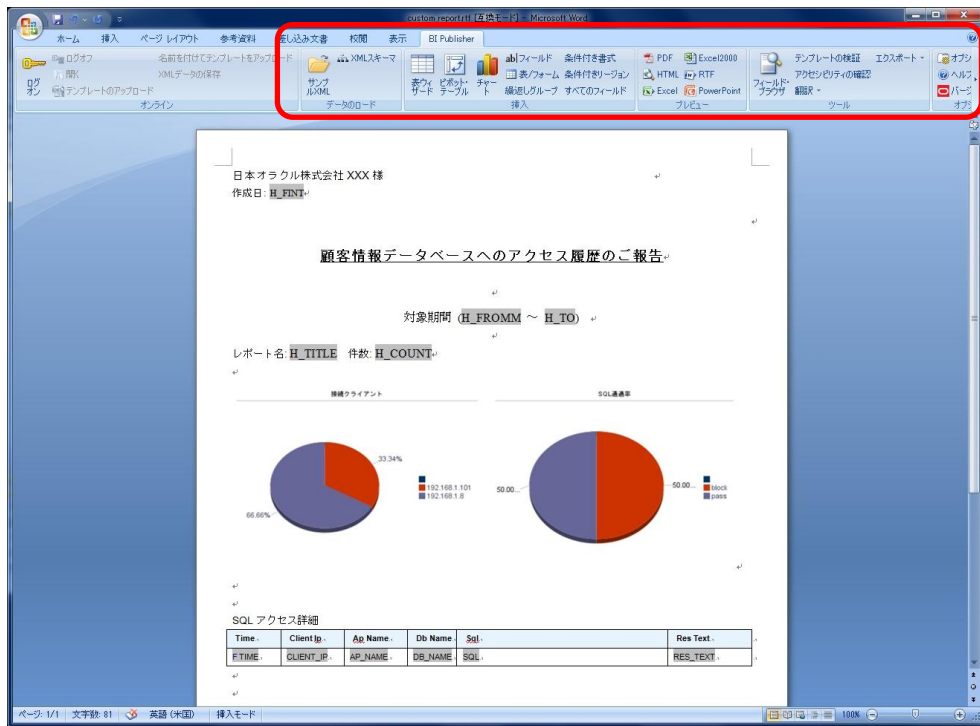 custom report.rtf [互換モード] - Microsoft Word
ホーム 挿入 ページ レイアウト 参考資料 差し込み文書 校閲 表示 BI Publisher
ログオン
ログオフ 名前を付けてテンプレートをアップロード
開く XMLデータの保存
テンプレートのアップロード
オンライン
サンプルXML
XMLスキーマ
データのロード
表ウィザード ピボット・テーブル チャート
ab|フィールド 条件付き書式
表/フォーム 条件付きリージョン
繰返しグループ すべてのフィールド
挿入
PDF Excel2000
HTML RTF
Excel PowerPoint
プレビュー
フィールド・ブラウザ
テンプレートの検証 エクスポート
アクセシビリティの確認
翻訳
ツール
オプシ
ヘルプ
バージ
オプシ
日本オラクル株式会社 XXX 様
作成日: H_FINT
顧客情報データベースへのアクセス履歴のご報告
対象期間 (H_FROMM ～ H_TO)
レポート名: H_TITLE 件数: H_COUNT
接続クライアント SQL通過率
33.34%
66.66%
192.168.1.101
192.168.1.8
50.00...
50.00...
block
pass
SQL アクセス詳細
Time Client Ip Ap Name Db Name Sql Res Text
F TIME CLIENT_IP AP_NAME DB_NAME SQL RES_TEXT
ページ: 1/1 文字数: 81 英語 (米国) 挿入モード 100%